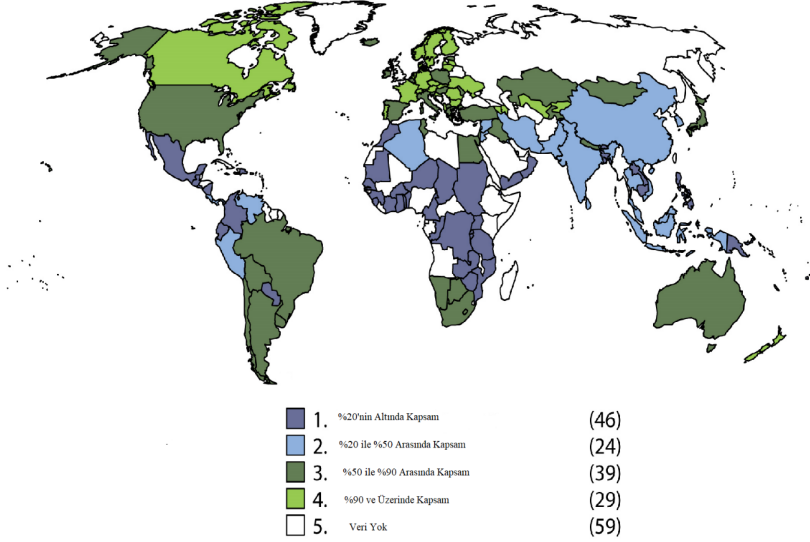 1. %20'nin Altında Kapsam (46)
2. %20 ile %50 Arasında Kapsam (24)
3. %50 ile %90 Arasında Kapsam (39)
4. %90 ve Üzerinde Kapsam (29)
5. Veri Yok (59)